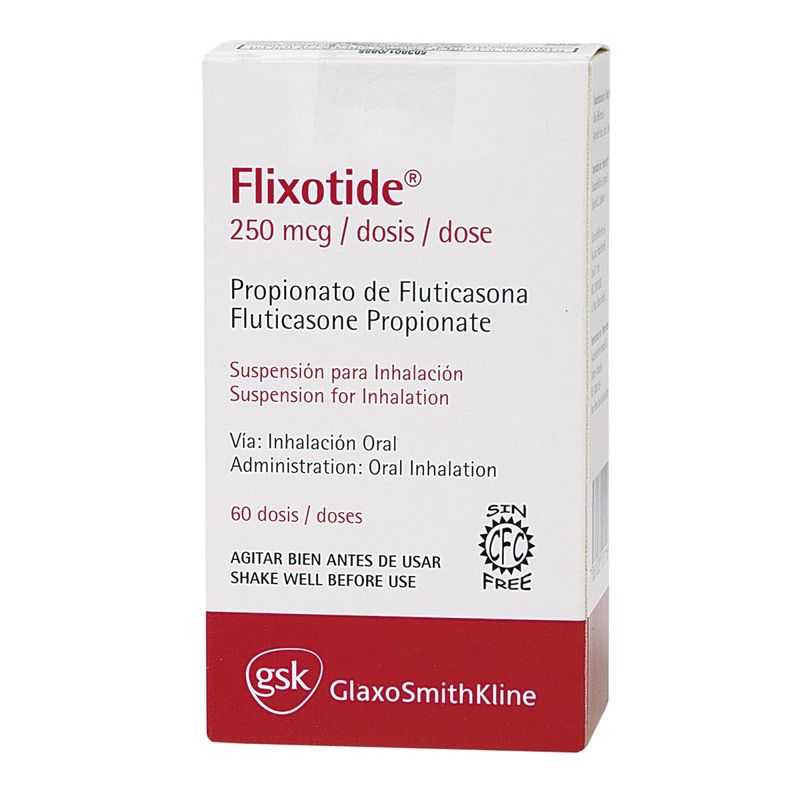 Flixotide®
250 mcg / dosis / dose
Propionato de Fluticasona
Fluticasone Propionate
Suspensión para Inhalación
Suspension for Inhalation
Vía: Inhalación Oral
Administration: Oral Inhalation
60 dosis / doses
SIN
CFC
FREE
AGITAR BIEN ANTES DE USAR
SHAKE WELL BEFORE USE
gsk GlaxoSmithKline